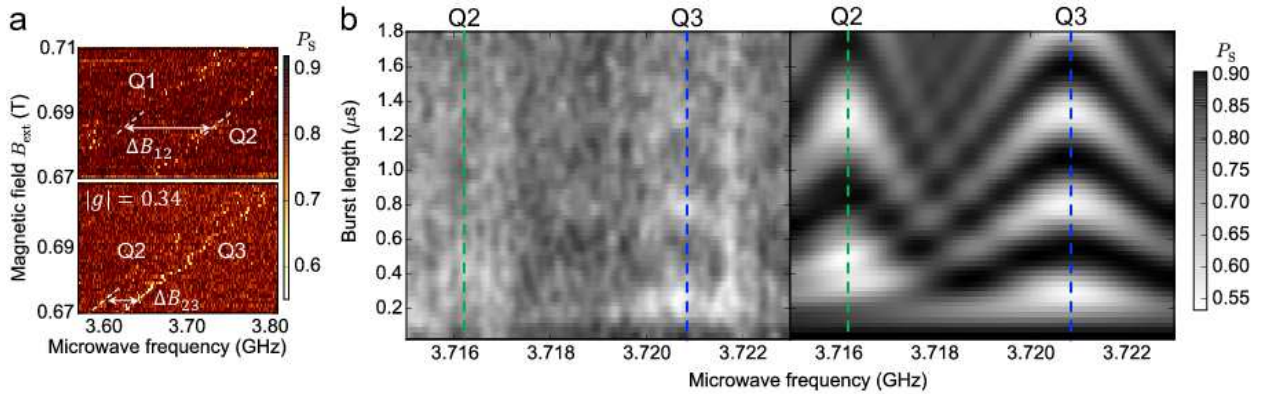 a
Magnetic field B_ext (T)
0.71
0.69
0.67
Q1
Q2
ΔB_12
|g| = 0.34
0.69
0.67
Q2
Q3
ΔB_23
3.60
3.70
3.80
Microwave frequency (GHz)
P_S
0.9
0.8
0.7
0.6
b
Q2
Q3
Q2
Q3
Burst length (μs)
1.8
1.6
1.4
1.2
1.0
0.8
0.6
0.4
0.2
3.716
3.718
3.720
3.722
3.716
3.718
3.720
3.722
Microwave frequency (GHz)
P_S
0.90
0.85
0.80
0.75
0.70
0.65
0.60
0.55